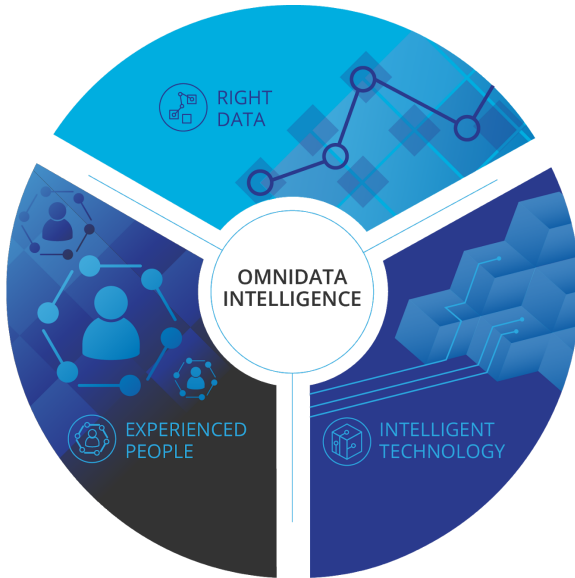 RIGHT
DATA
OMNIDATA
INTELLIGENCE
EXPERIENCED
PEOPLE
INTELLIGENT
TECHNOLOGY